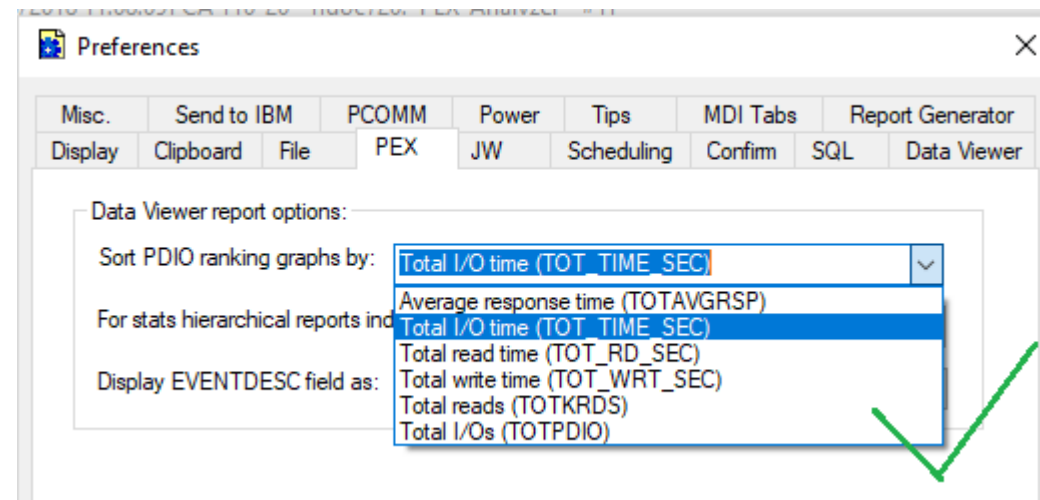 Preferences
Misc. Send to IBM PCOMM Power Tips MDI Tabs Report Generator
Display Clipboard File PEX JW Scheduling Confirm SQL Data Viewer
Data Viewer report options:
Sort PDIO ranking graphs by: Total I/O time (TOT_TIME_SEC)
Average response time (TOTAVGRSP)
For stats hierarchical reports ind
Total I/O time (TOT_TIME_SEC)
Total read time (TOT_RD_SEC)
Display EVENTDESC field as:
Total write time (TOT_WRT_SEC)
Total reads (TOTKRDS)
Total I/Os (TOTPDIO)